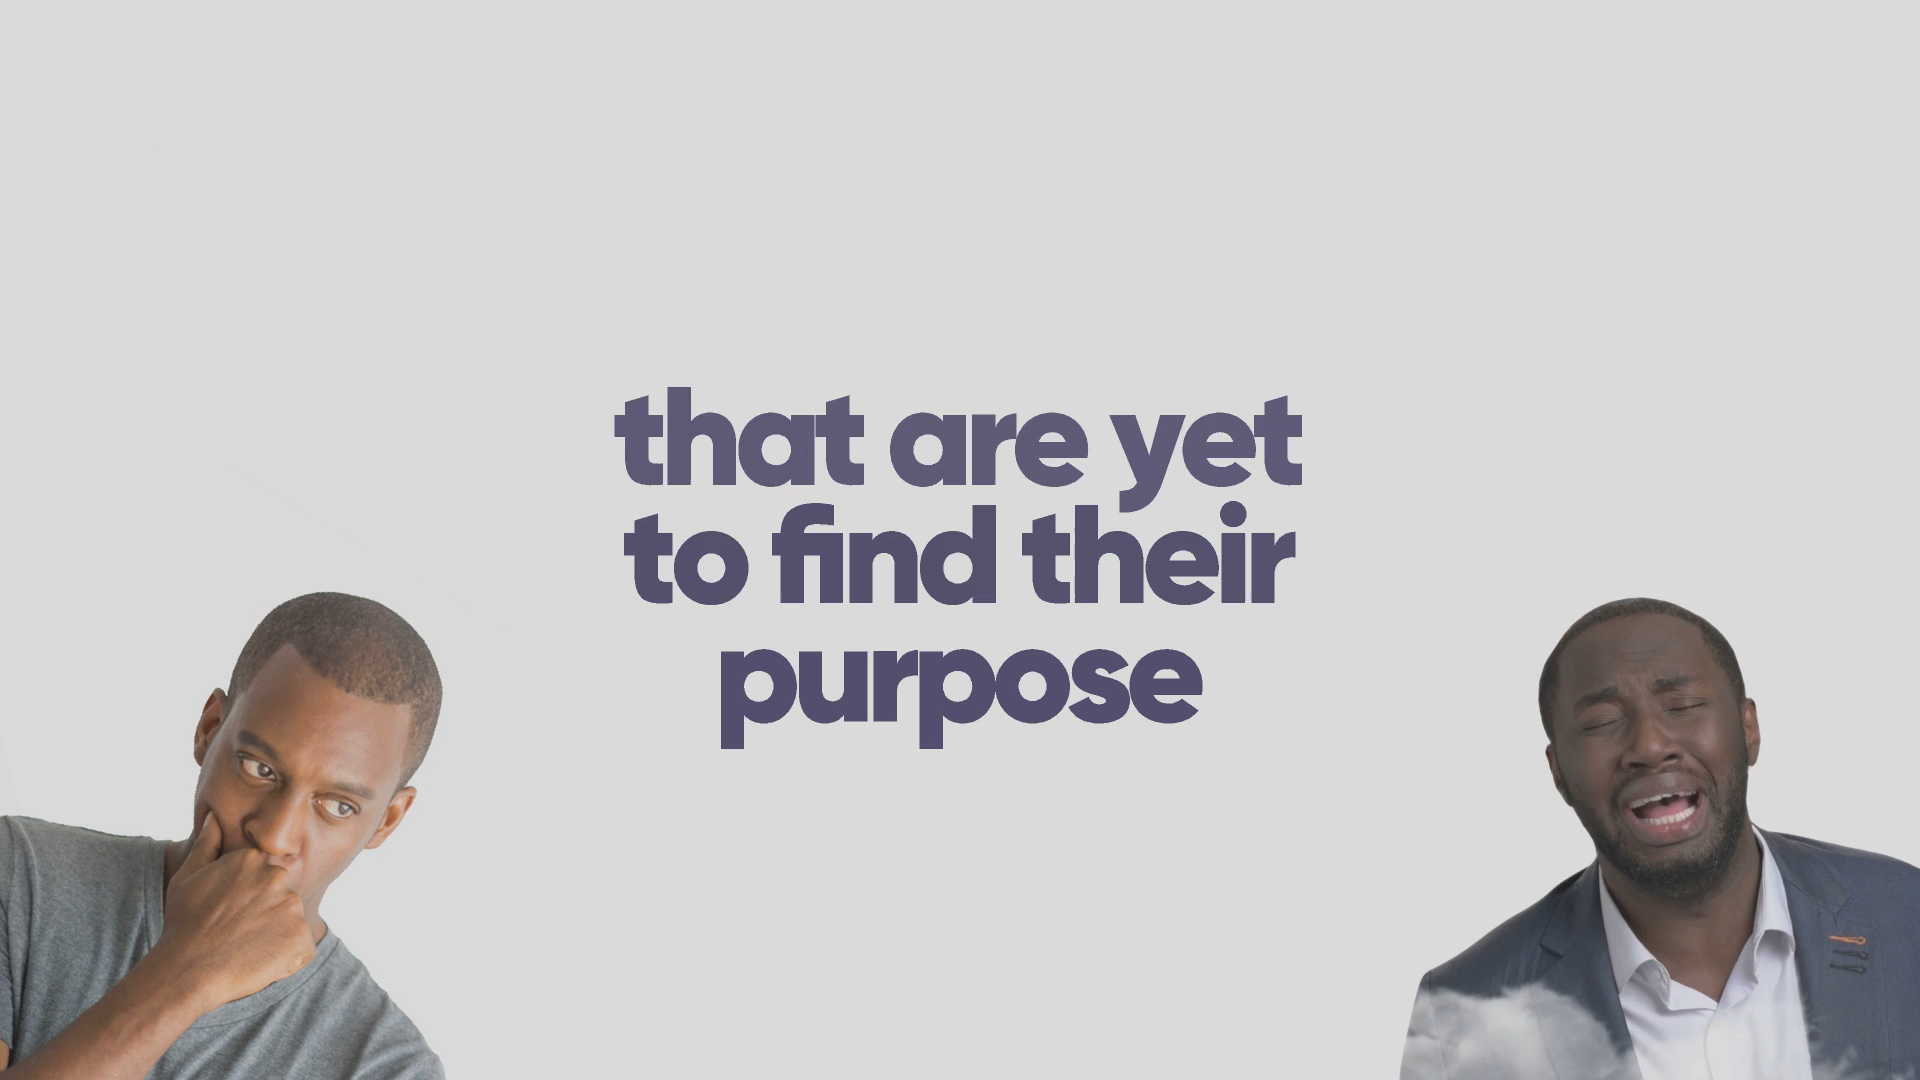 that are yet
to find their
purpose